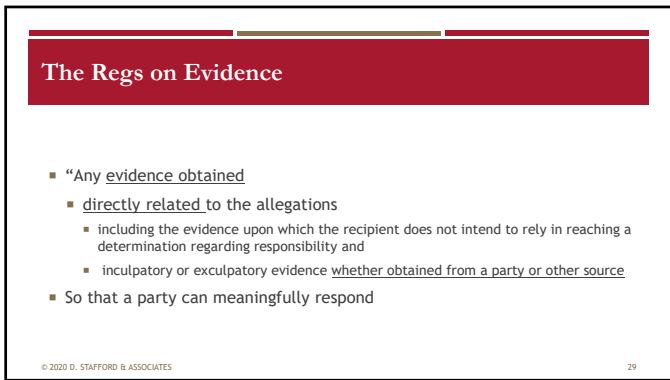 The Regs on Evidence
▪ “Any evidence obtained
▪ directly related to the allegations
▪ including the evidence upon which the recipient does not intend to rely in reaching a
determination regarding responsibility and
▪ inculpatory or exculpatory evidence whether obtained from a party or other source
▪ So that a party can meaningfully respond
© 2020 D. STAFFORD & ASSOCIATES
29